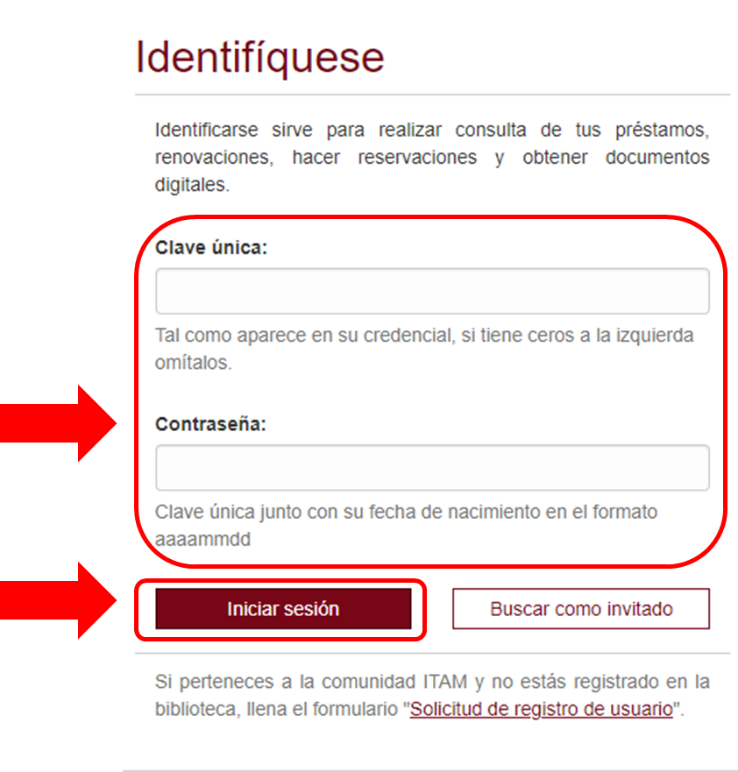 Identifíquese
Identificarse sirve para realizar consulta de tus préstamos,
renovaciones, hacer reservaciones y obtener documentos
digitales.
Clave única:
Tal como aparece en su credencial, si tiene ceros a la izquierda
omítalos.
Contraseña:
Clave única junto con su fecha de nacimiento en el formato
aaaammdd
Iniciar sesión
Buscar como invitado
Si perteneces a la comunidad ITAM y no estás registrado en la
biblioteca, llena el formulario "Solicitud de registro de usuario".